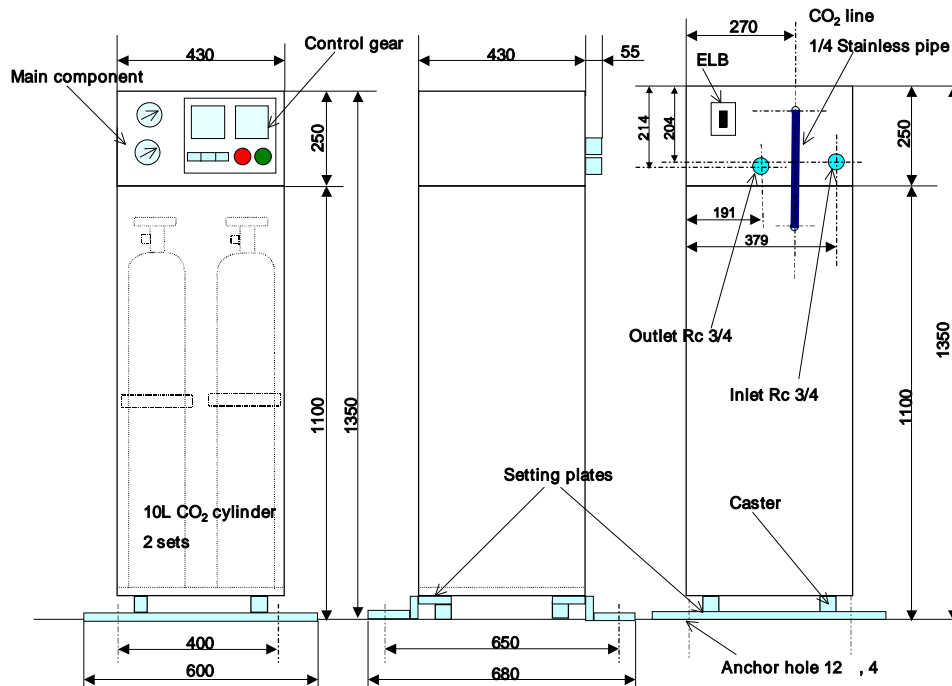 Main component
430
Control gear
250
1100
1350
10L CO₂ cylinder
2 sets
400
600
430
55
Setting plates
650
680
270
CO₂ line
1/4 Stainless pipe
ELB
214
204
250
191
379
Outlet Rc 3/4
Inlet Rc 3/4
1100
1350
Caster
Anchor hole 12 , 4